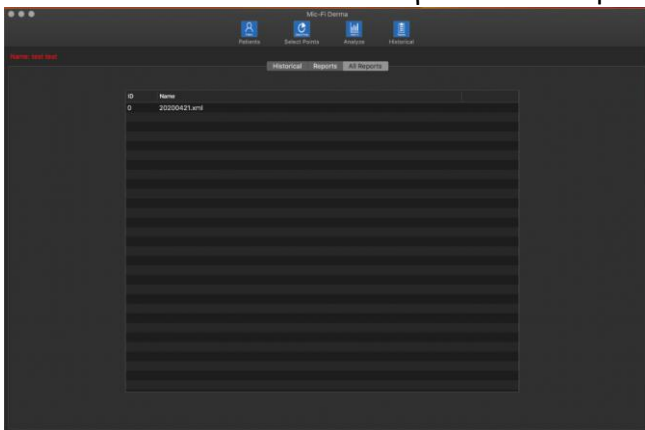 Mic-Fi Derma
Patients Select Points Analyze Historical
Name: test test
Historical Reports All Reports
ID Name
0 20200421.xml